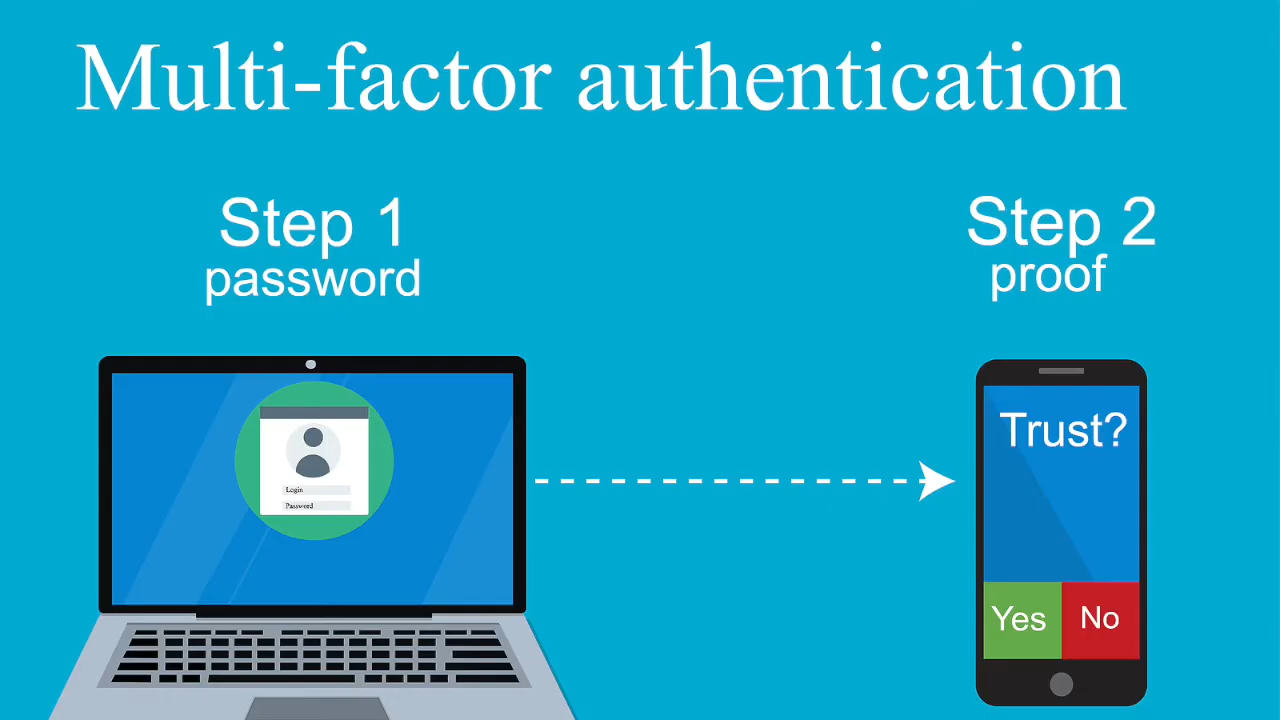 Multi-factor authentication
Step 1
password
Step 2
proof
Login
Password
Trust?
Yes
No